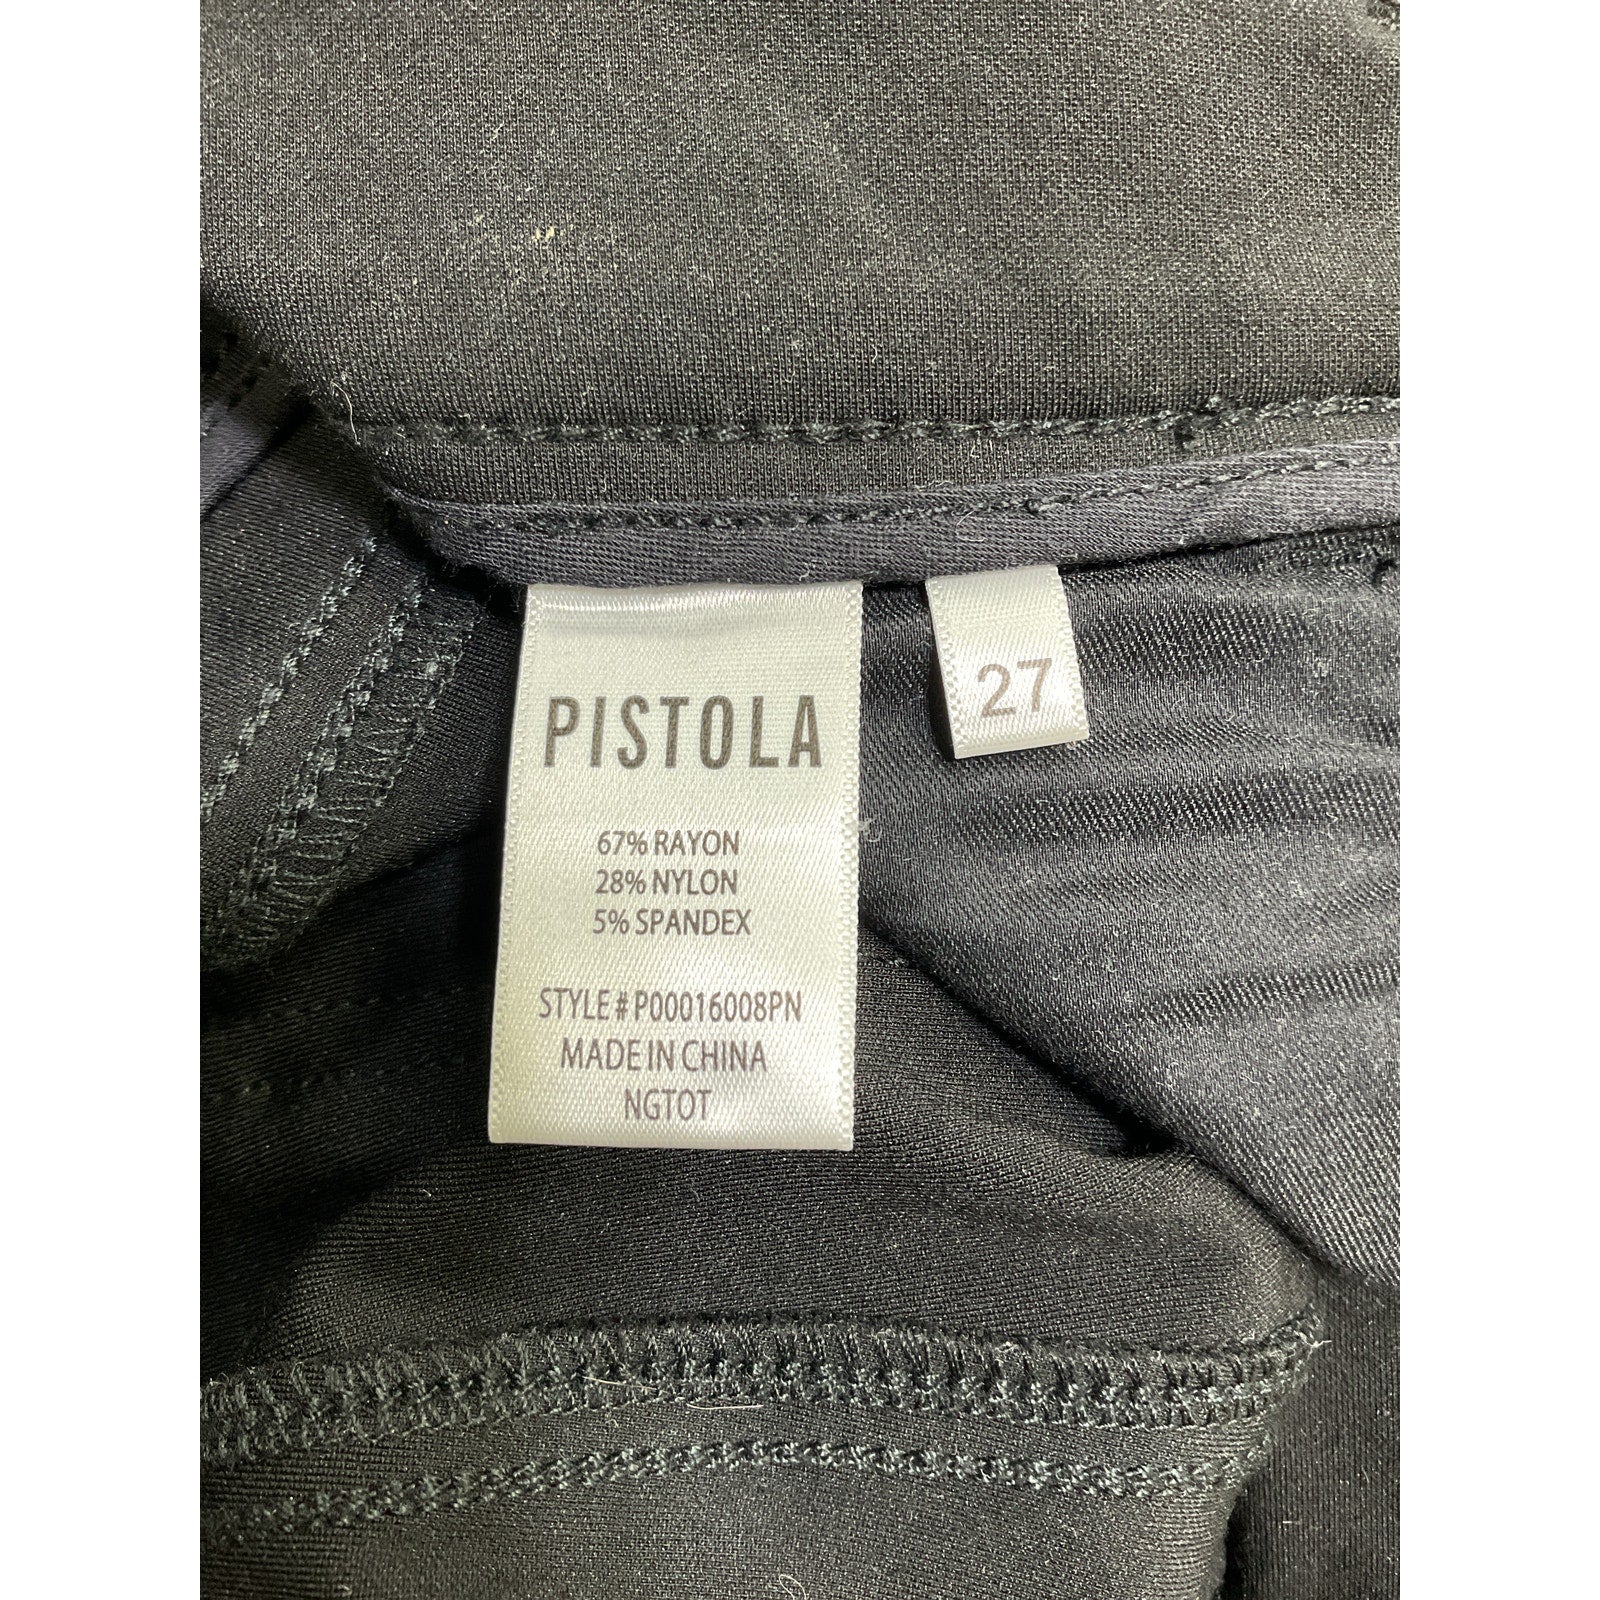 PISTOLA
67% RAYON
28% NYLON
5% SPANDEX
STYLE # P00016008PN
MADE IN CHINA
NGTOT
27